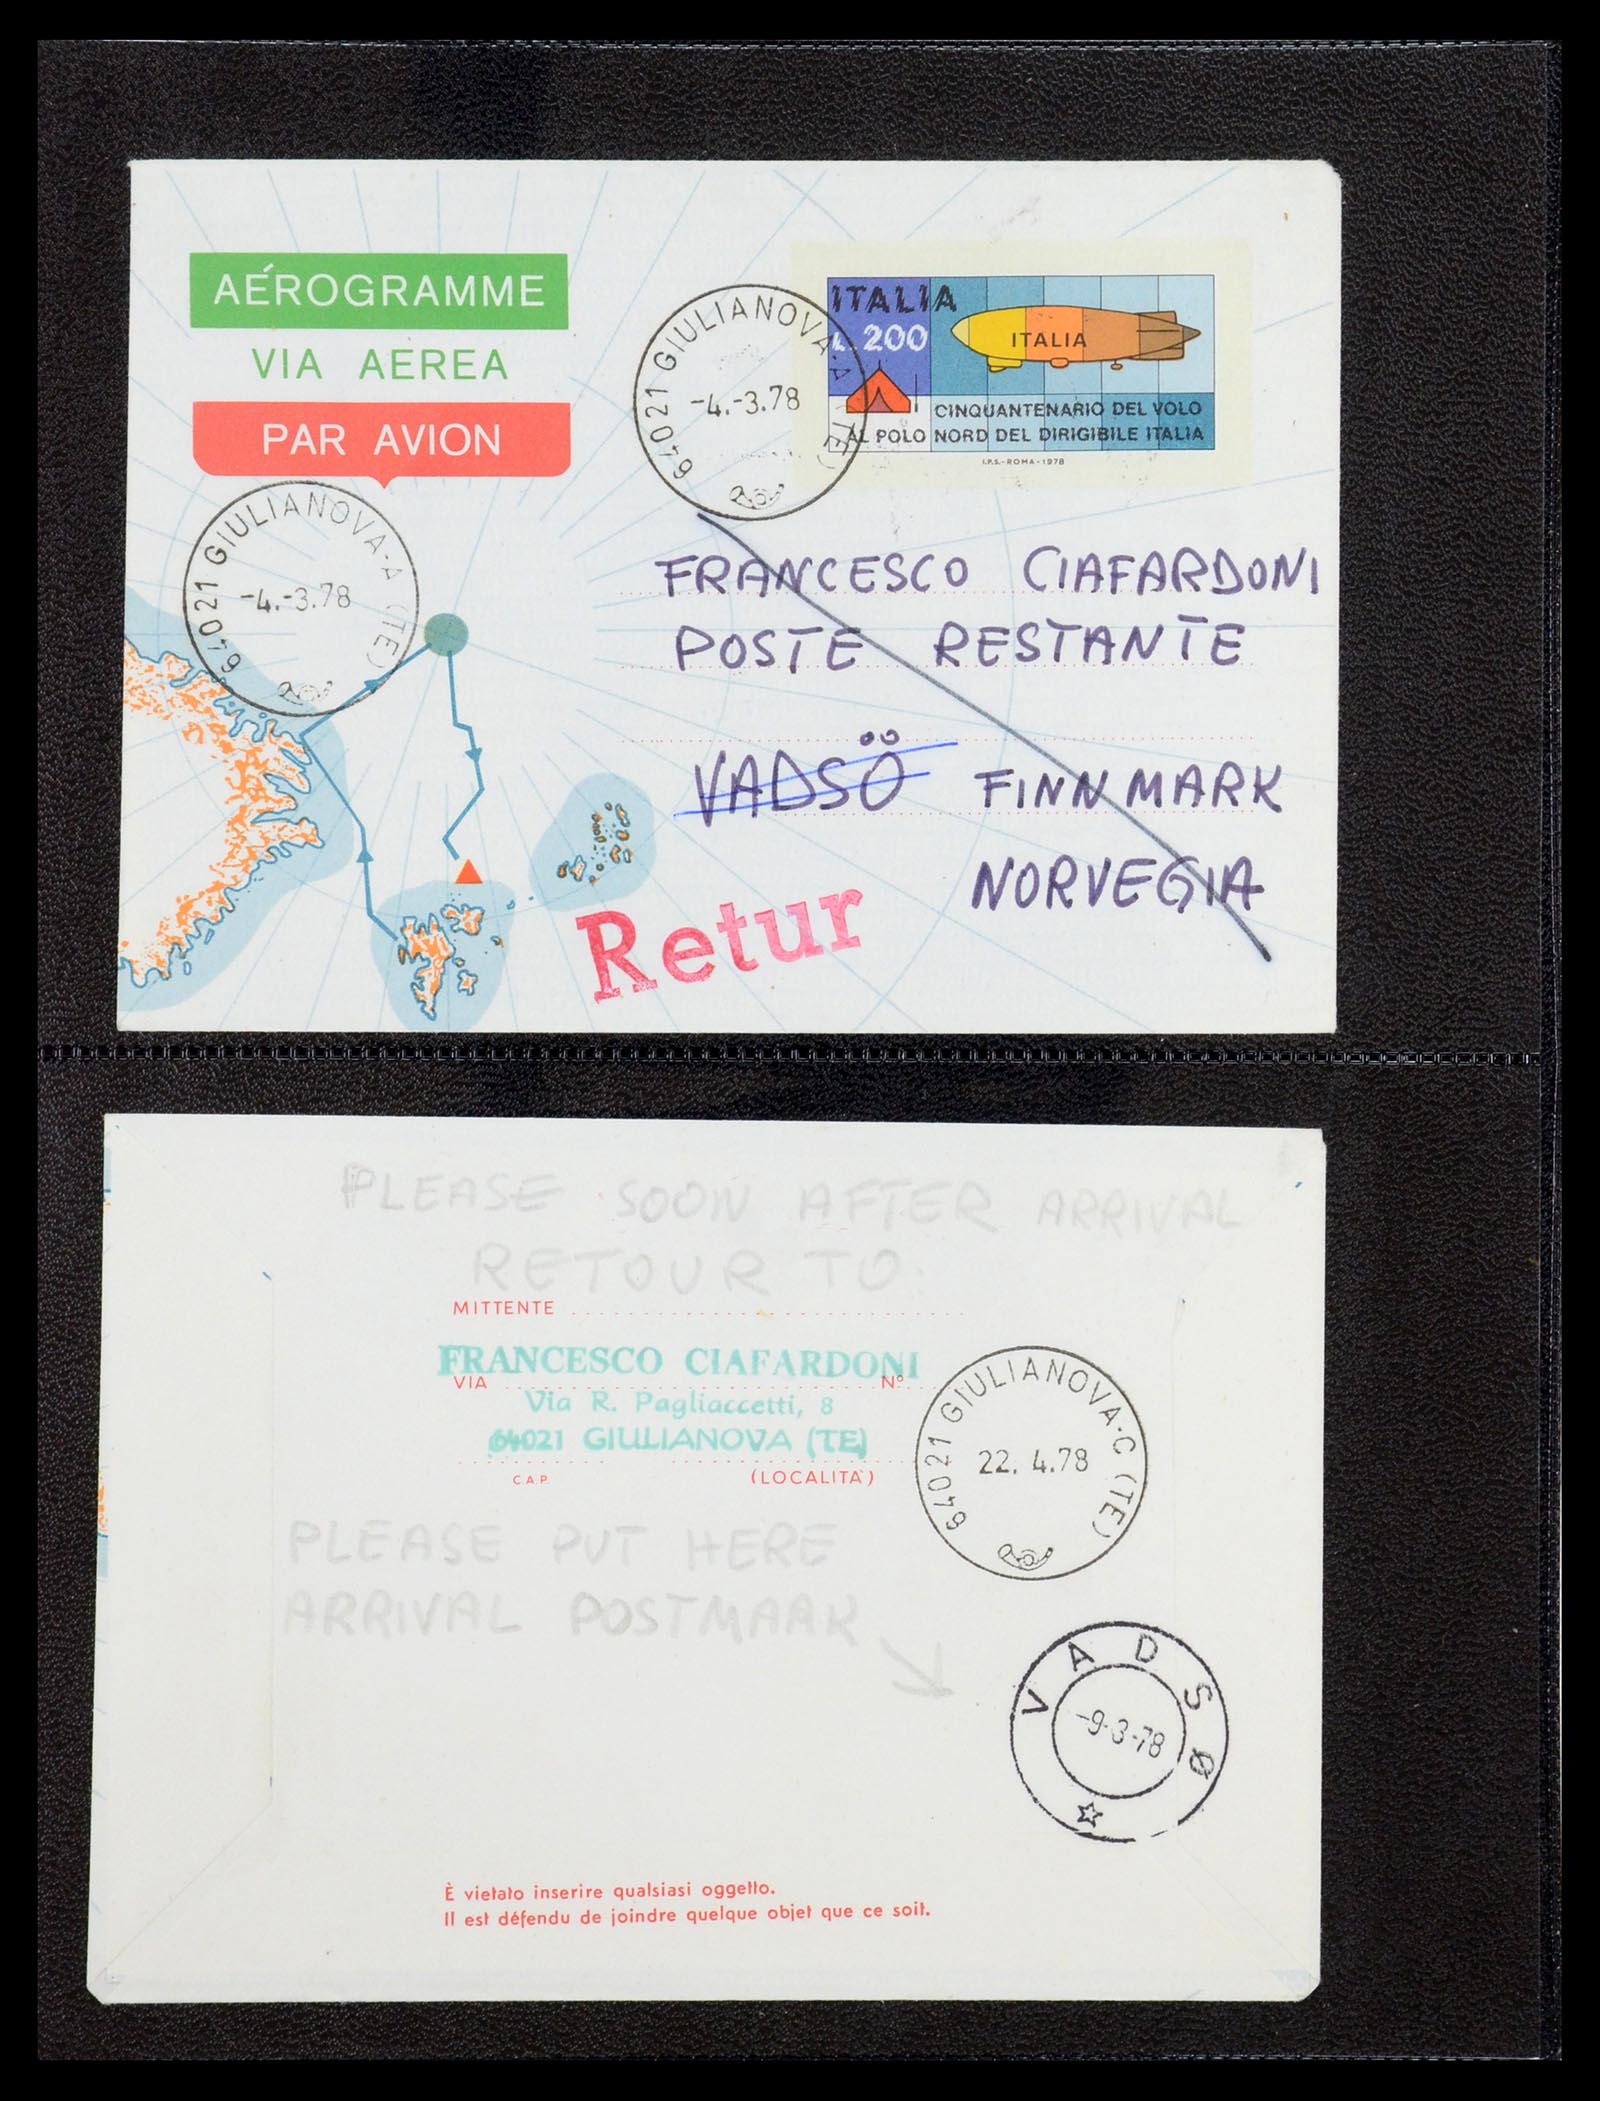 AÉROGRAMME
VIA AEREA
PAR AVION
ITALIA
L. 200
ITALIA
CINQUANTENARIO DEL VOLO
AL POLO NORD DEL DIRIGIBILE ITALIA
I.P.S.-ROMA-1978
64021 GIULIANOVA-A (TE)
-4.-3.78
64021 GIULIANOVA-A (TE)
-4.-3.78
FRANCESCO CIAFARDONI
POSTE RESTANTE
VADSÖ FINNMARK
NORVEGIA
Retur
PLEASE SOON AFTER ARRIVAL
RETOUR TO:
MITTENTE
FRANCESCO CIAFARDONI
VIA N°
Via R. Pagliaccetti, 8
64021 GIULIANOVA (TE)
C.A.P. (LOCALITÀ)
64021 GIULIANOVA-C (TE)
22. 4.78
PLEASE PUT HERE
ARRIVAL POSTMARK
VADSØ
-9-3-78
È vietato inserire qualsiasi oggetto.
Il est défendu de joindre quelque objet que ce soit.